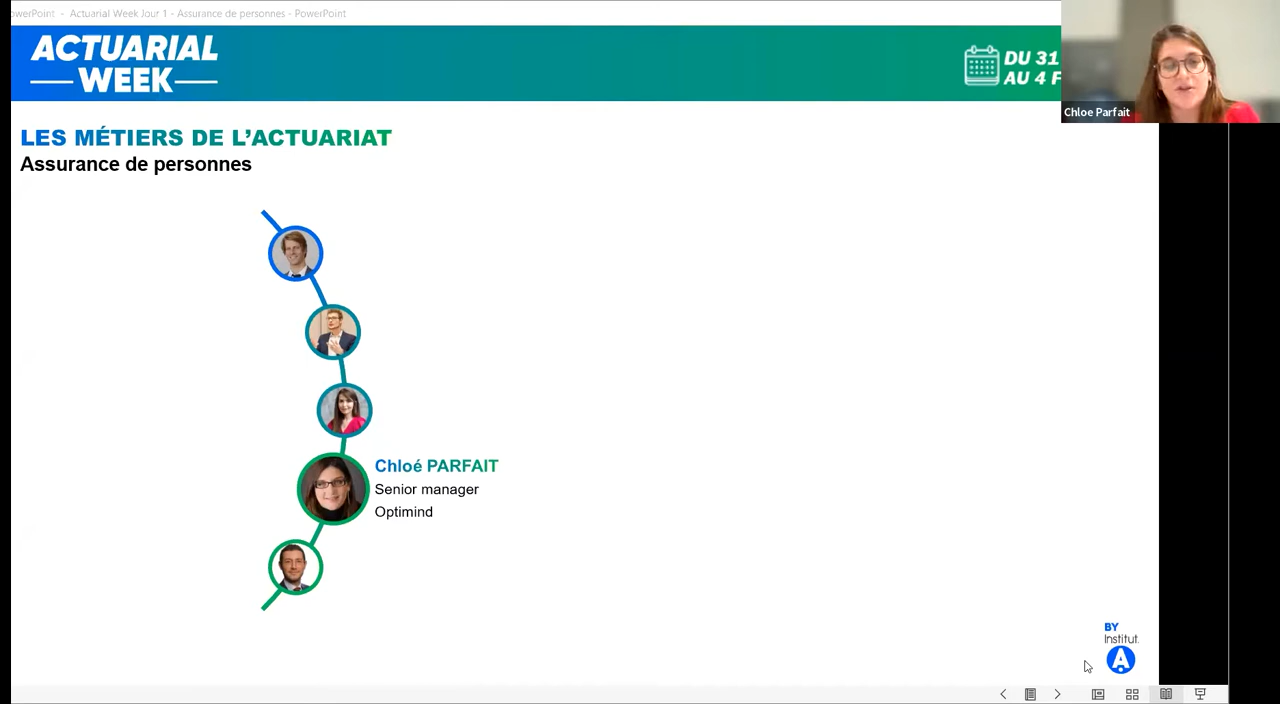 owerPoint - Actuarial Week Jour 1 - Assurance de personnes - PowerPoint
ACTUARIAL
WEEK
DU 31
AU 4 F
Chloe Parfait
LES MÉTIERS DE L'ACTUARIAT
Assurance de personnes
Chloé PARFAIT
Senior manager
Optimind
BY
Institut.
A